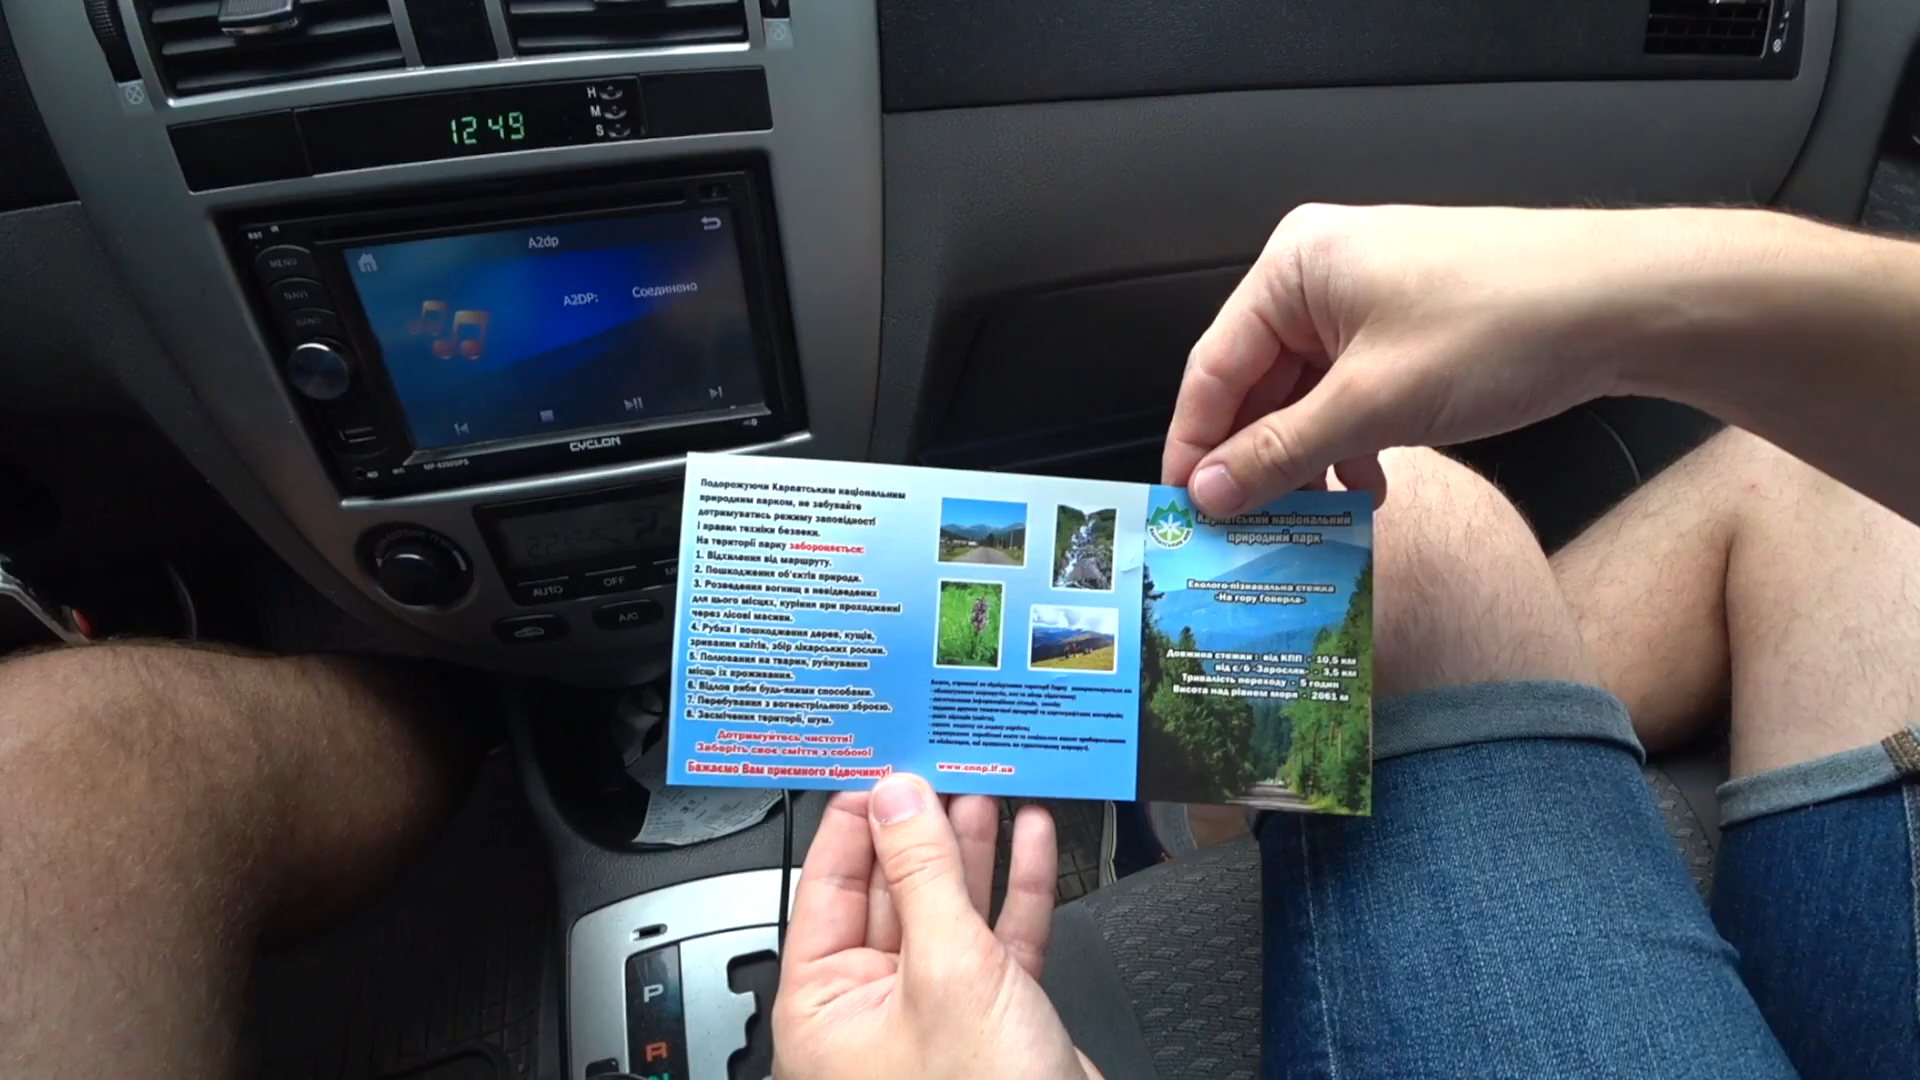 H
M
S
12 49
RST
MENU
NAVI
BAND
A2dp
A2DP: Соединено
CYCLON
MP-6250GPS
AUTO
OFF
A/C
Подорожуючи Карпатським національним
природним парком, не забувайте
дотримуватись режиму заповідності
і правил техніки безпеки.
На території парку забороняється:
1. Відхилення від маршруту.
2. Пошкодження об'єктів природи.
3. Розведення вогнищ в невідведених
для цього місцях, куріння при проходженні
через лісові масиви.
4. Рубка і пошкодження дерев, кущів,
зривання квітів, збір лікарських рослин.
5. Полювання на тварин, руйнування
місць їх проживання.
6. Відлов риби будь-якими способами.
7. Перебування з вогнестрільною зброєю.
8. Засмічення території, шум.
Дотримуйтесь чистоти!
Заберіть своє сміття з собою!
Бажаємо Вам приємного відпочинку!
www.cnnp.if.ua
Карпатський національний
природний парк
Еколого-пізнавальна стежка
«На гору Говерла»
Довжина стежки: від КПП - 10,5 км
від с/б «Заросляк» - 3,5 км
Тривалість переходу - 5 годин
Висота над рівнем моря - 2061 м
P
R